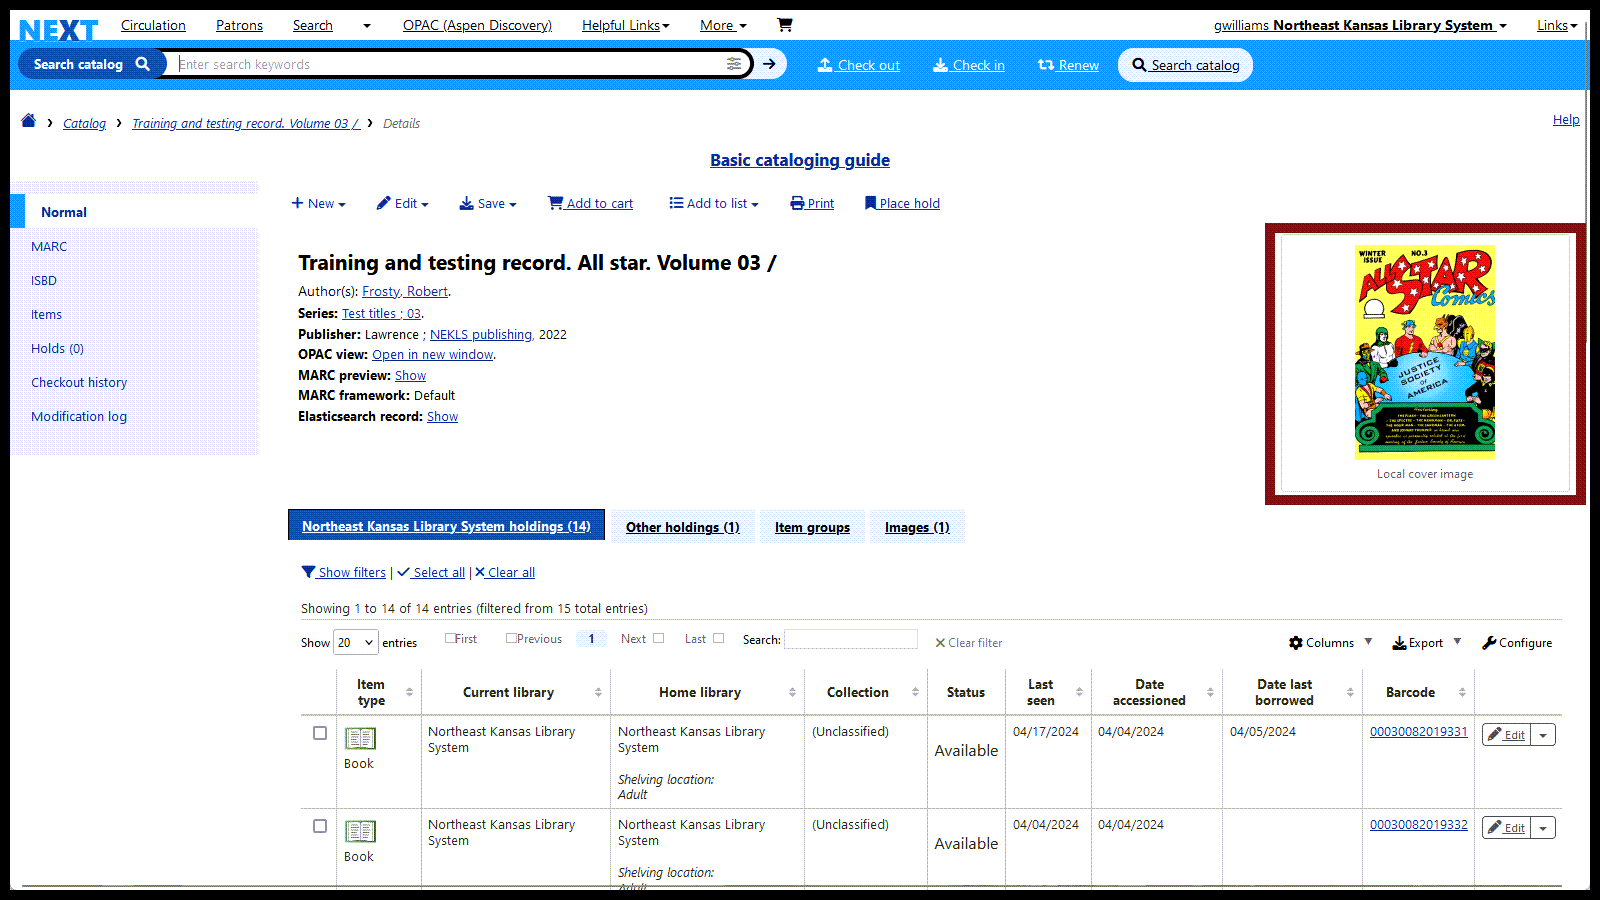 NEXT Circulation Patrons Search OPAC (Aspen Discovery) Helpful Links More gwilliams Northeast Kansas Library System Links
Search catalog Enter search keywords Check out Check in Renew Search catalog
Catalog Training and testing record. Volume 03 / Details Help
Basic cataloging guide
Normal
MARC
ISBD
Items
Holds (0)
Checkout history
Modification log
New Edit Save Add to cart Add to list Print Place hold
Training and testing record. All star. Volume 03 /
Author(s): Frosty, Robert.
Series: Test titles ; 03.
Publisher: Lawrence ; NEKLS publishing, 2022
OPAC view: Open in new window.
MARC preview: Show
MARC framework: Default
Elasticsearch record: Show
WINTER ISSUE NO.3
ALL STAR
Comics
JUSTICE
SOCIETY
OF
AMERICA
Local cover image
Northeast Kansas Library System holdings (14) Other holdings (1) Item groups Images (1)
Show filters | Select all | Clear all
Showing 1 to 14 of 14 entries (filtered from 15 total entries)
Show 20 entries First Previous 1 Next Last Search: Clear filter Columns Export Configure
Item type Current library Home library Collection Status Last seen Date accessioned Date last borrowed Barcode
Book Northeast Kansas Library System Northeast Kansas Library System (Unclassified) Available 04/17/2024 04/04/2024 04/05/2024 00030082019331 Edit
Shelving location:
Adult
Book Northeast Kansas Library System Northeast Kansas Library System (Unclassified) Available 04/04/2024 04/04/2024 00030082019332 Edit
Shelving location:
Adult